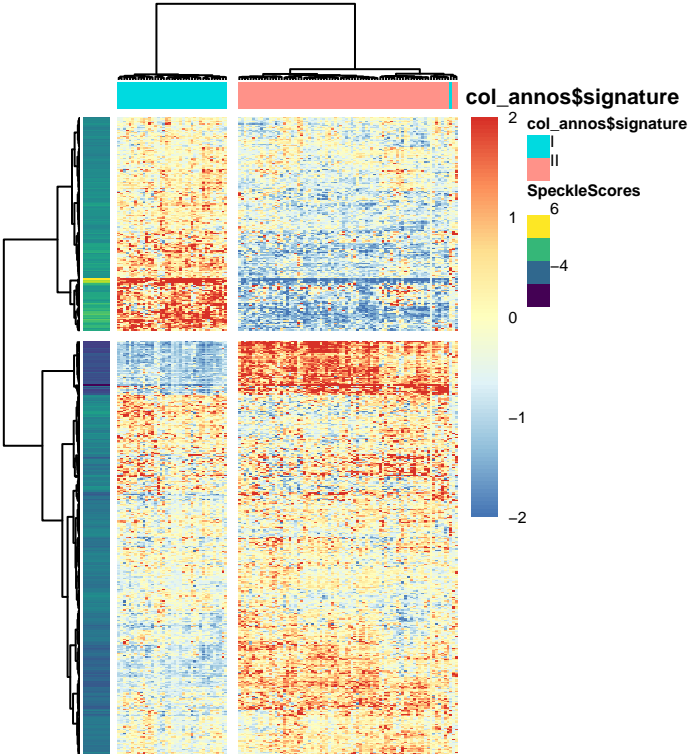 col_annos$signature
2
1
0
−1
−2
col_annos$signature
I
II
SpeckleScores
6
−4